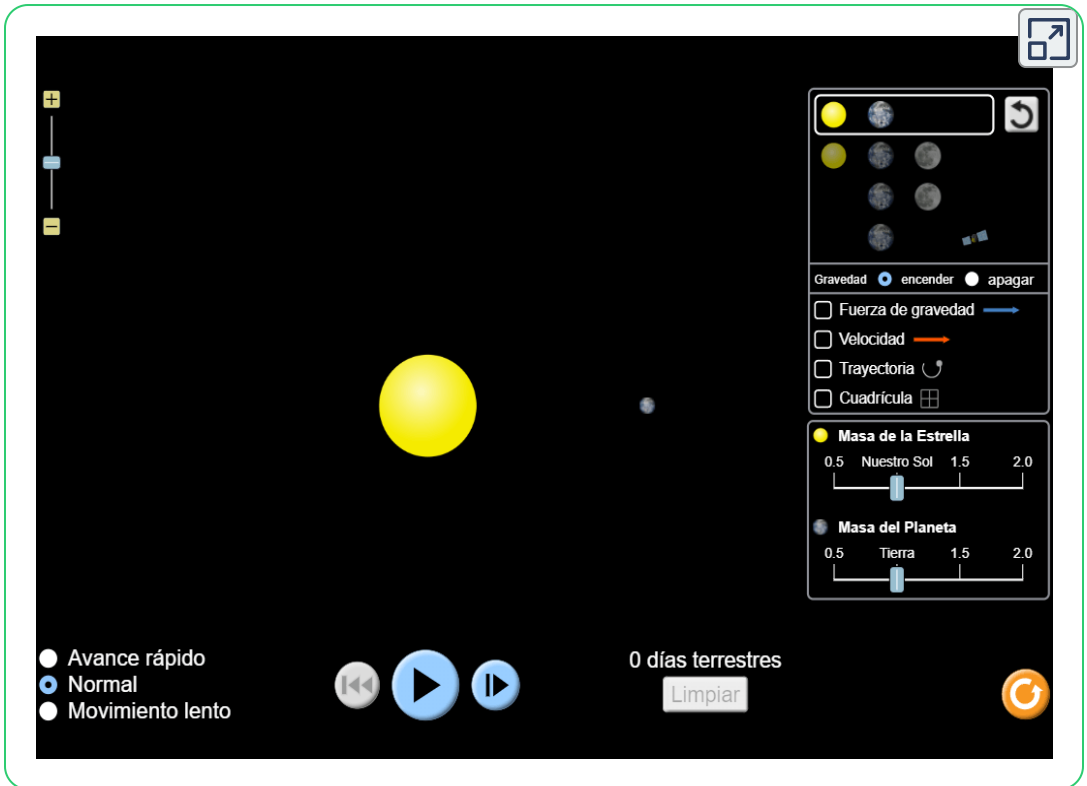 +
−
Gravedad encender apagar
Fuerza de gravedad
Velocidad
Trayectoria
Cuadrícula
Masa de la Estrella
0.5 Nuestro Sol 1.5 2.0
Masa del Planeta
0.5 Tierra 1.5 2.0
Avance rápido
Normal
Movimiento lento
0 días terrestres
Limpiar